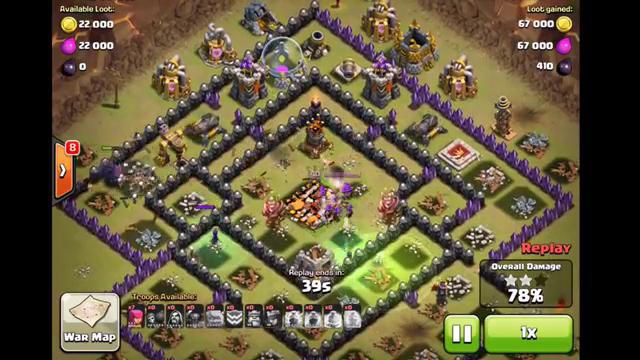 Available Loot:
22 000
22 000
0
Loot gained:
67 000
67 000
410
8
Replay ends in:
39s
Troops Available:
War Map
Replay
Overall Damage
78%
1x